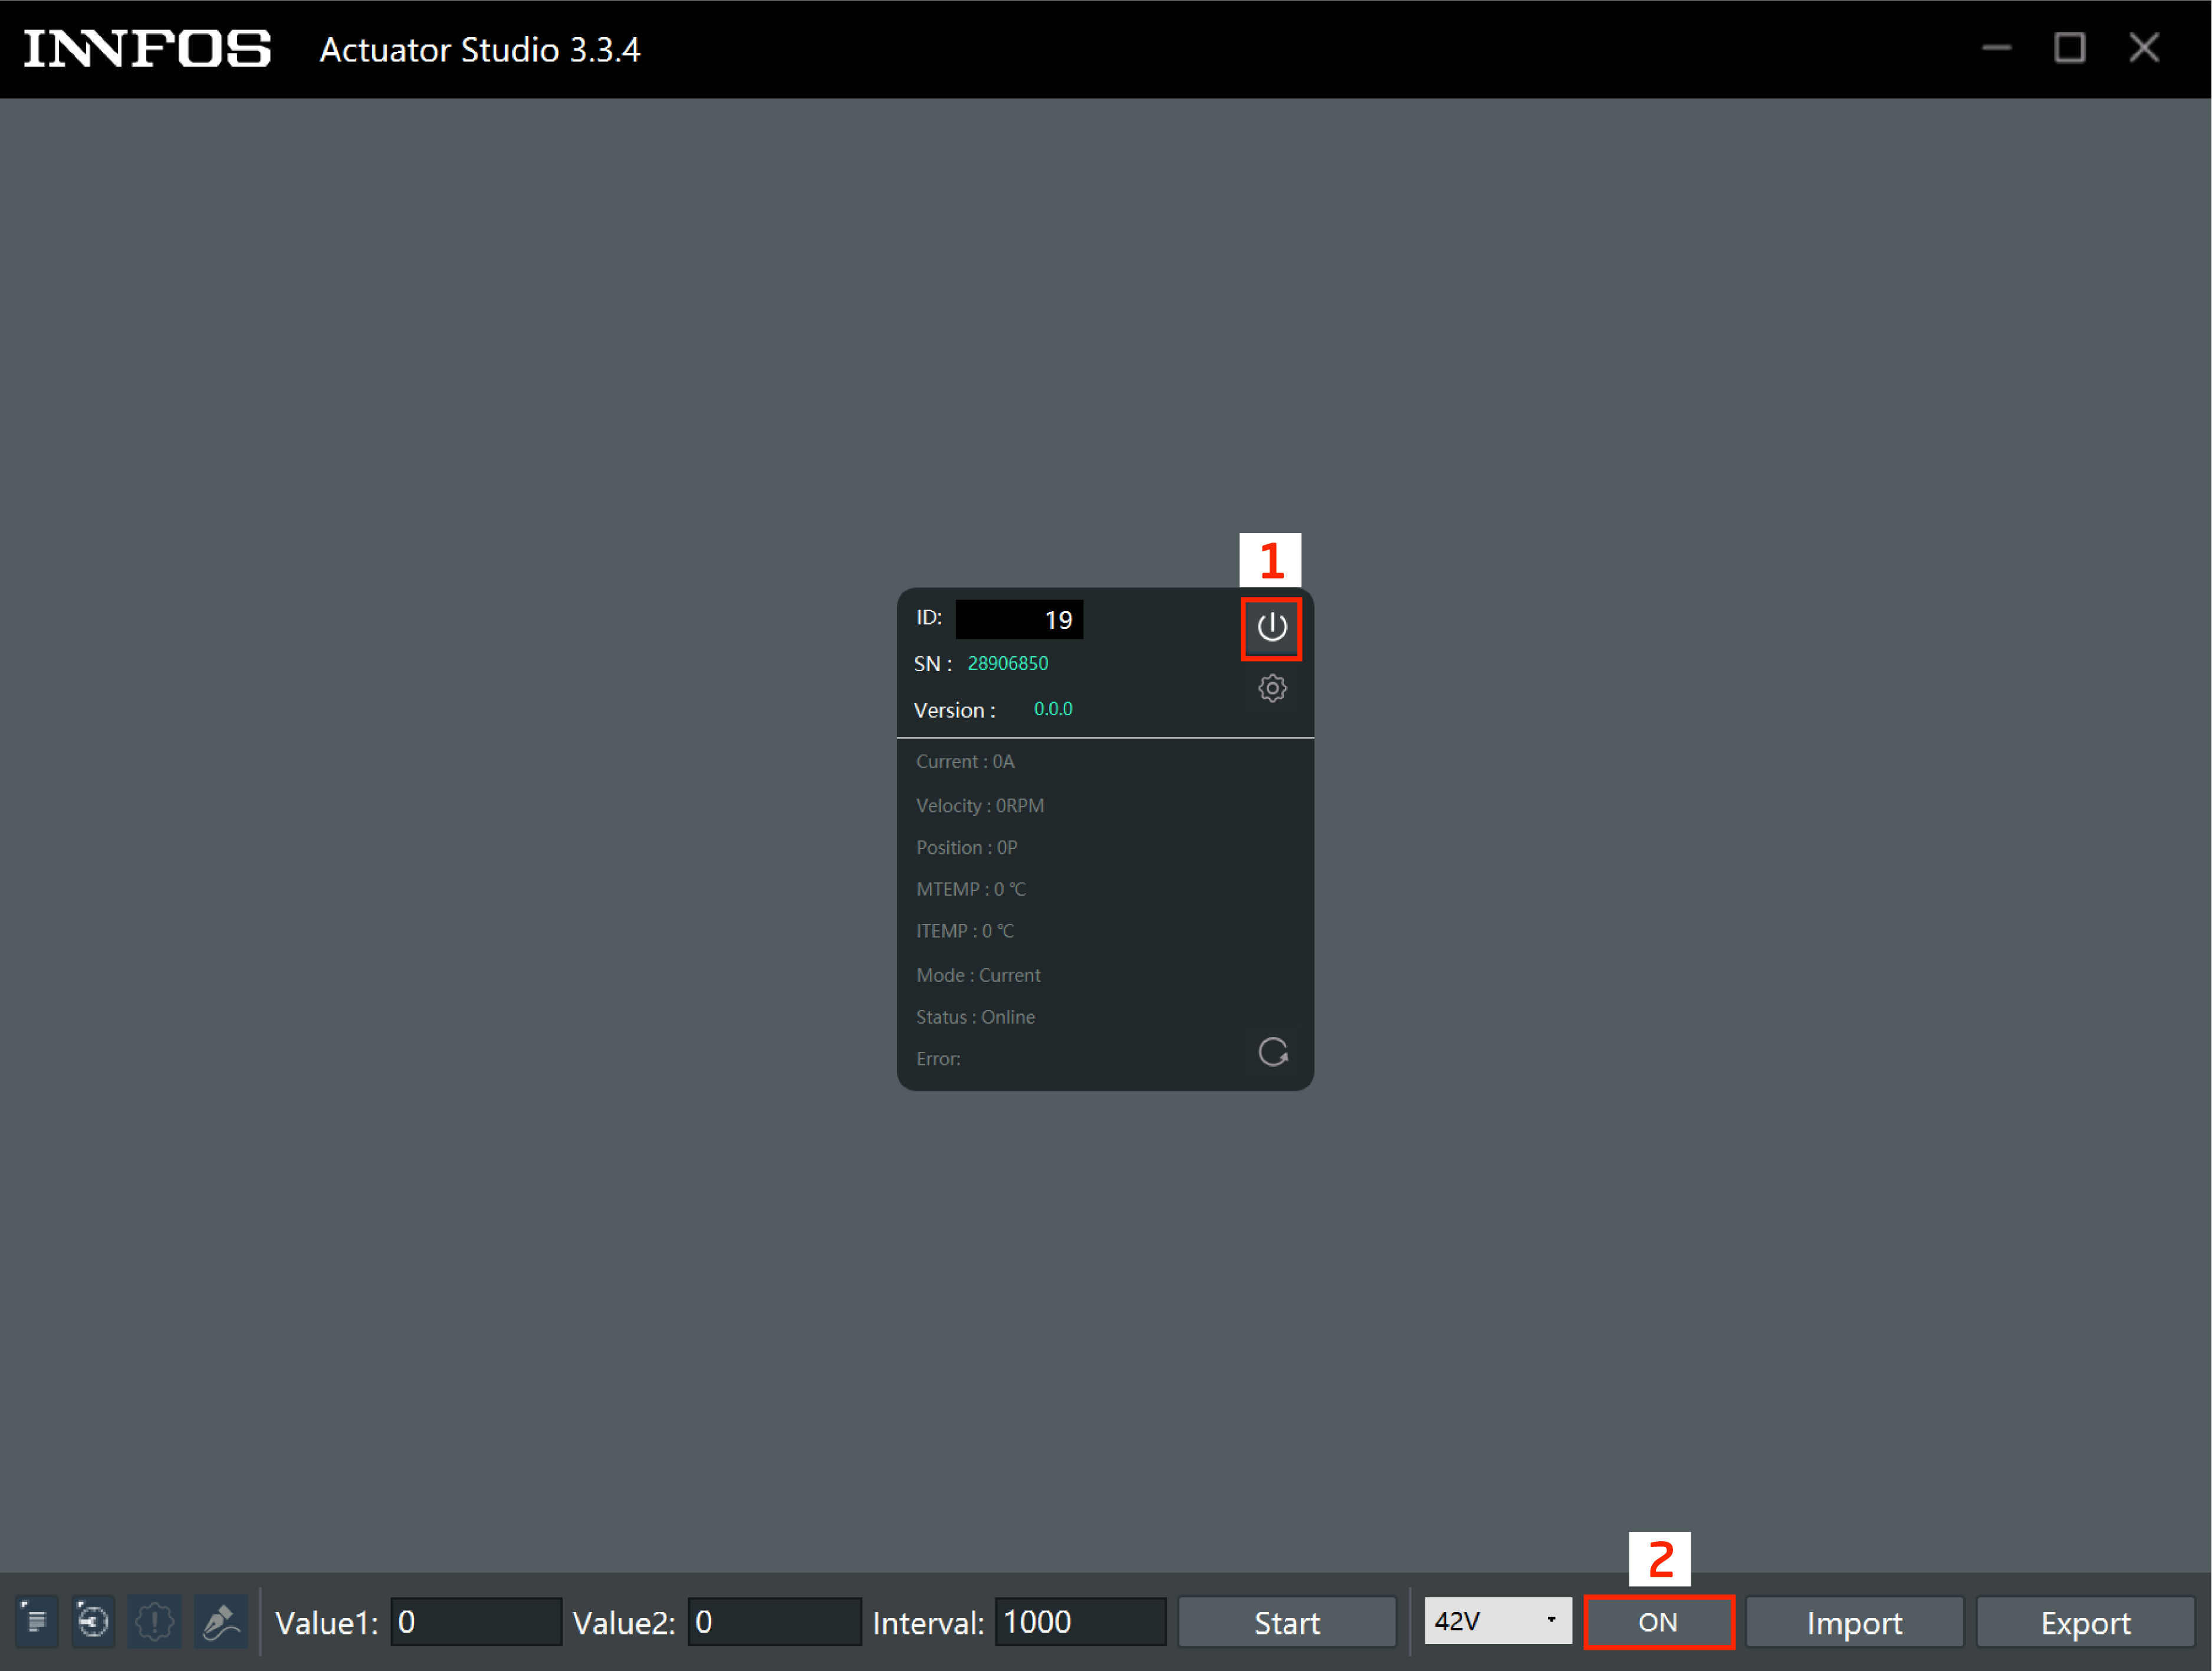 INNFOS Actuator Studio 3.3.4
1
ID: 19
SN : 28906850
Version : 0.0.0
Current : 0A
Velocity : 0RPM
Position : 0P
MTEMP : 0 ℃
ITEMP : 0 ℃
Mode : Current
Status : Online
Error:
2
Value1: 0 Value2: 0 Interval: 1000 Start 42V ON Import Export